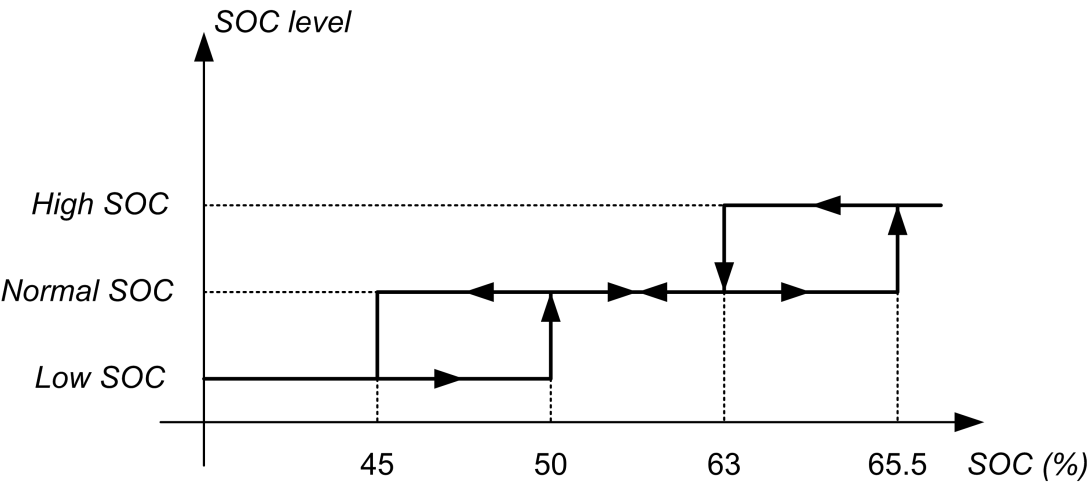 SOC level
High SOC
Normal SOC
Low SOC
45 50 63 65.5 SOC (%)